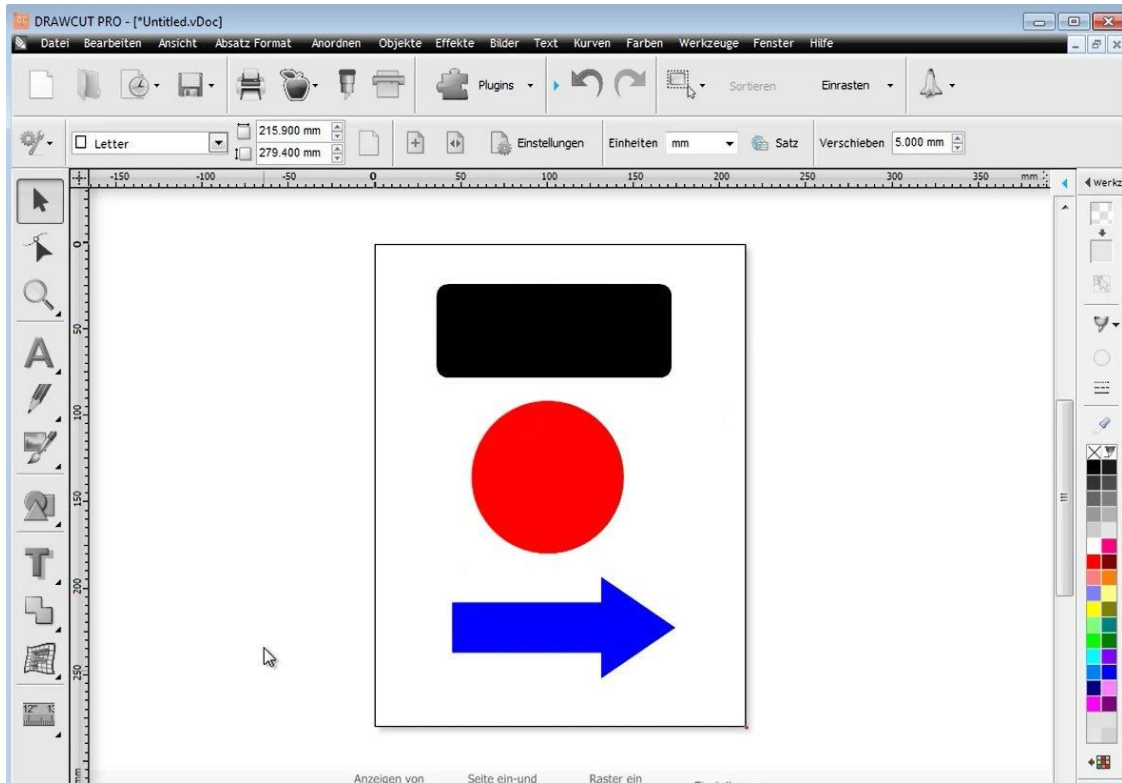 DRAWCUT PRO - [*Untitled.vDoc]
Datei Bearbeiten Ansicht Absatz Format Anordnen Objekte Effekte Bilder Text Kurven Farben Werkzeuge Fenster Hilfe
Plugins Sortieren Einrasten
Letter 215.900 mm 279.400 mm Einstellungen Einheiten mm Satz Verschieben 5.000 mm
-150 -100 -50 0 50 100 150 200 250 300 350 mm
Werkz
0
50
100
150
200
250
mm
A
T
12"
Anzeigen von Seite ein-und Raster ein